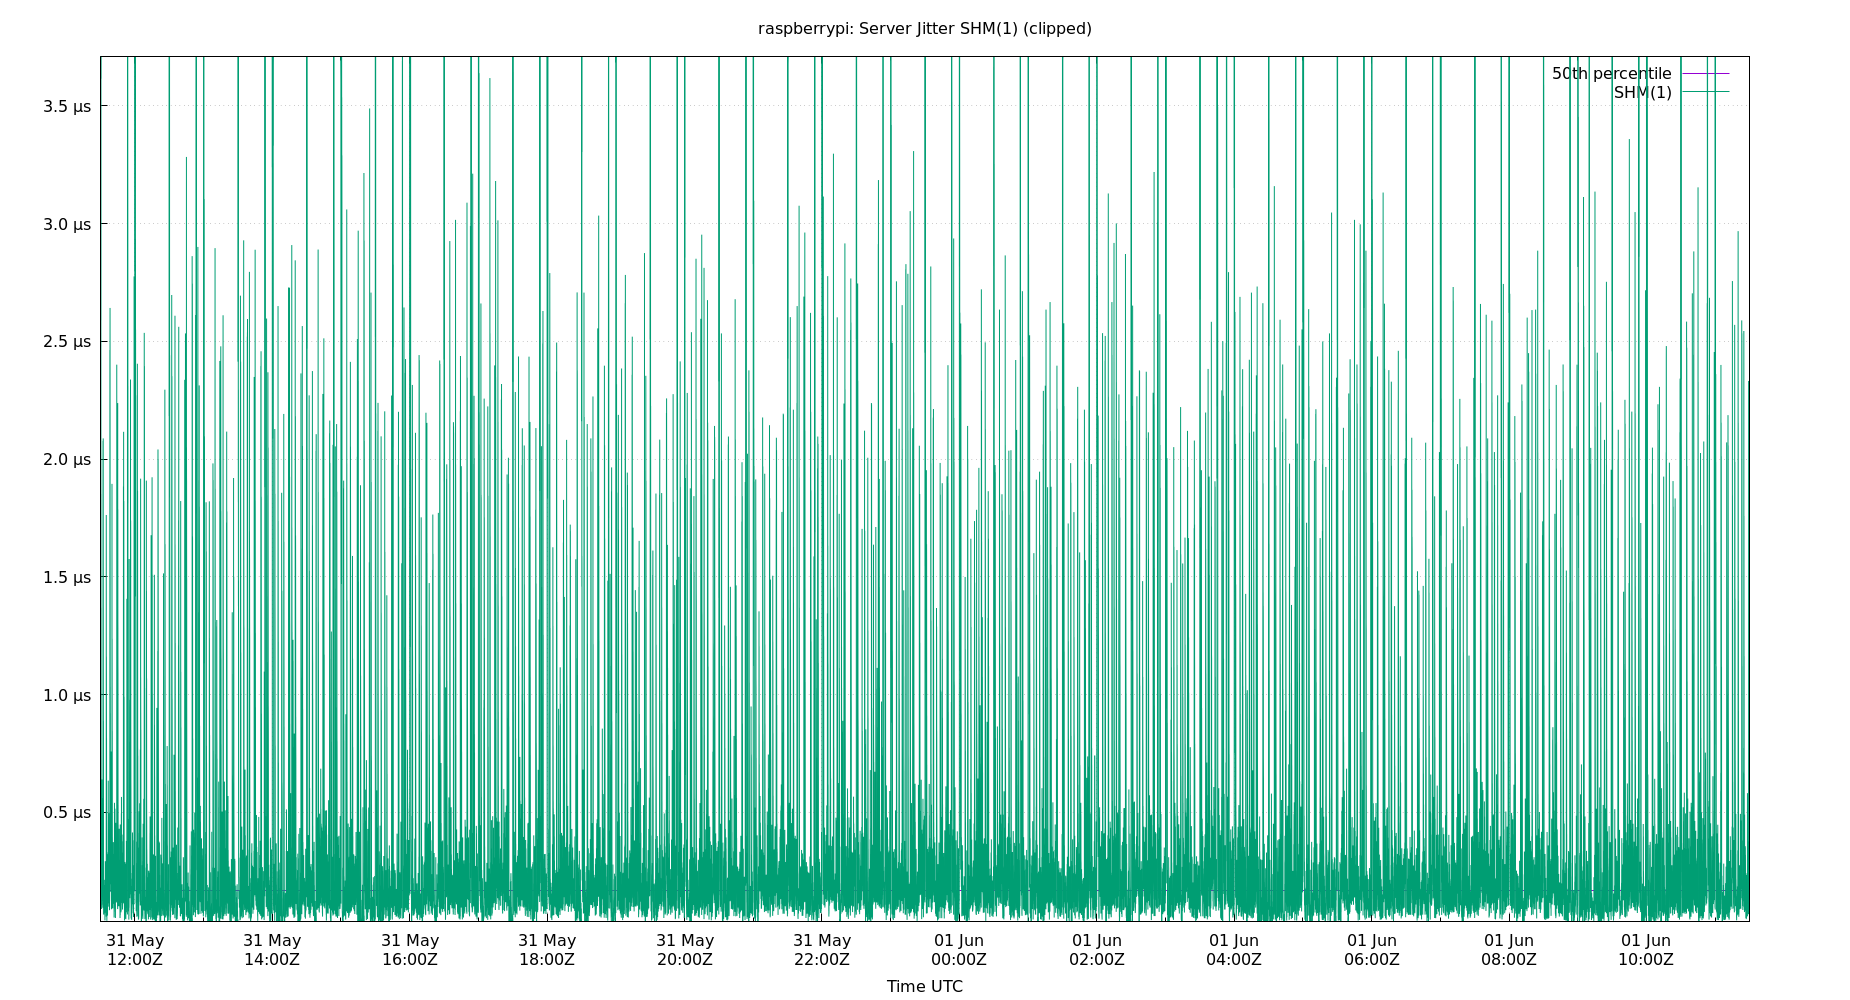 raspberrypi: Server Jitter SHM(1) (clipped)
50th percentile
SHM(1)
3.5 µs
3.0 µs
2.5 µs
2.0 µs
1.5 µs
1.0 µs
0.5 µs
31 May 31 May 31 May 31 May 31 May 31 May 01 Jun 01 Jun 01 Jun 01 Jun 01 Jun 01 Jun
12:00Z 14:00Z 16:00Z 18:00Z 20:00Z 22:00Z 00:00Z 02:00Z 04:00Z 06:00Z 08:00Z 10:00Z
Time UTC